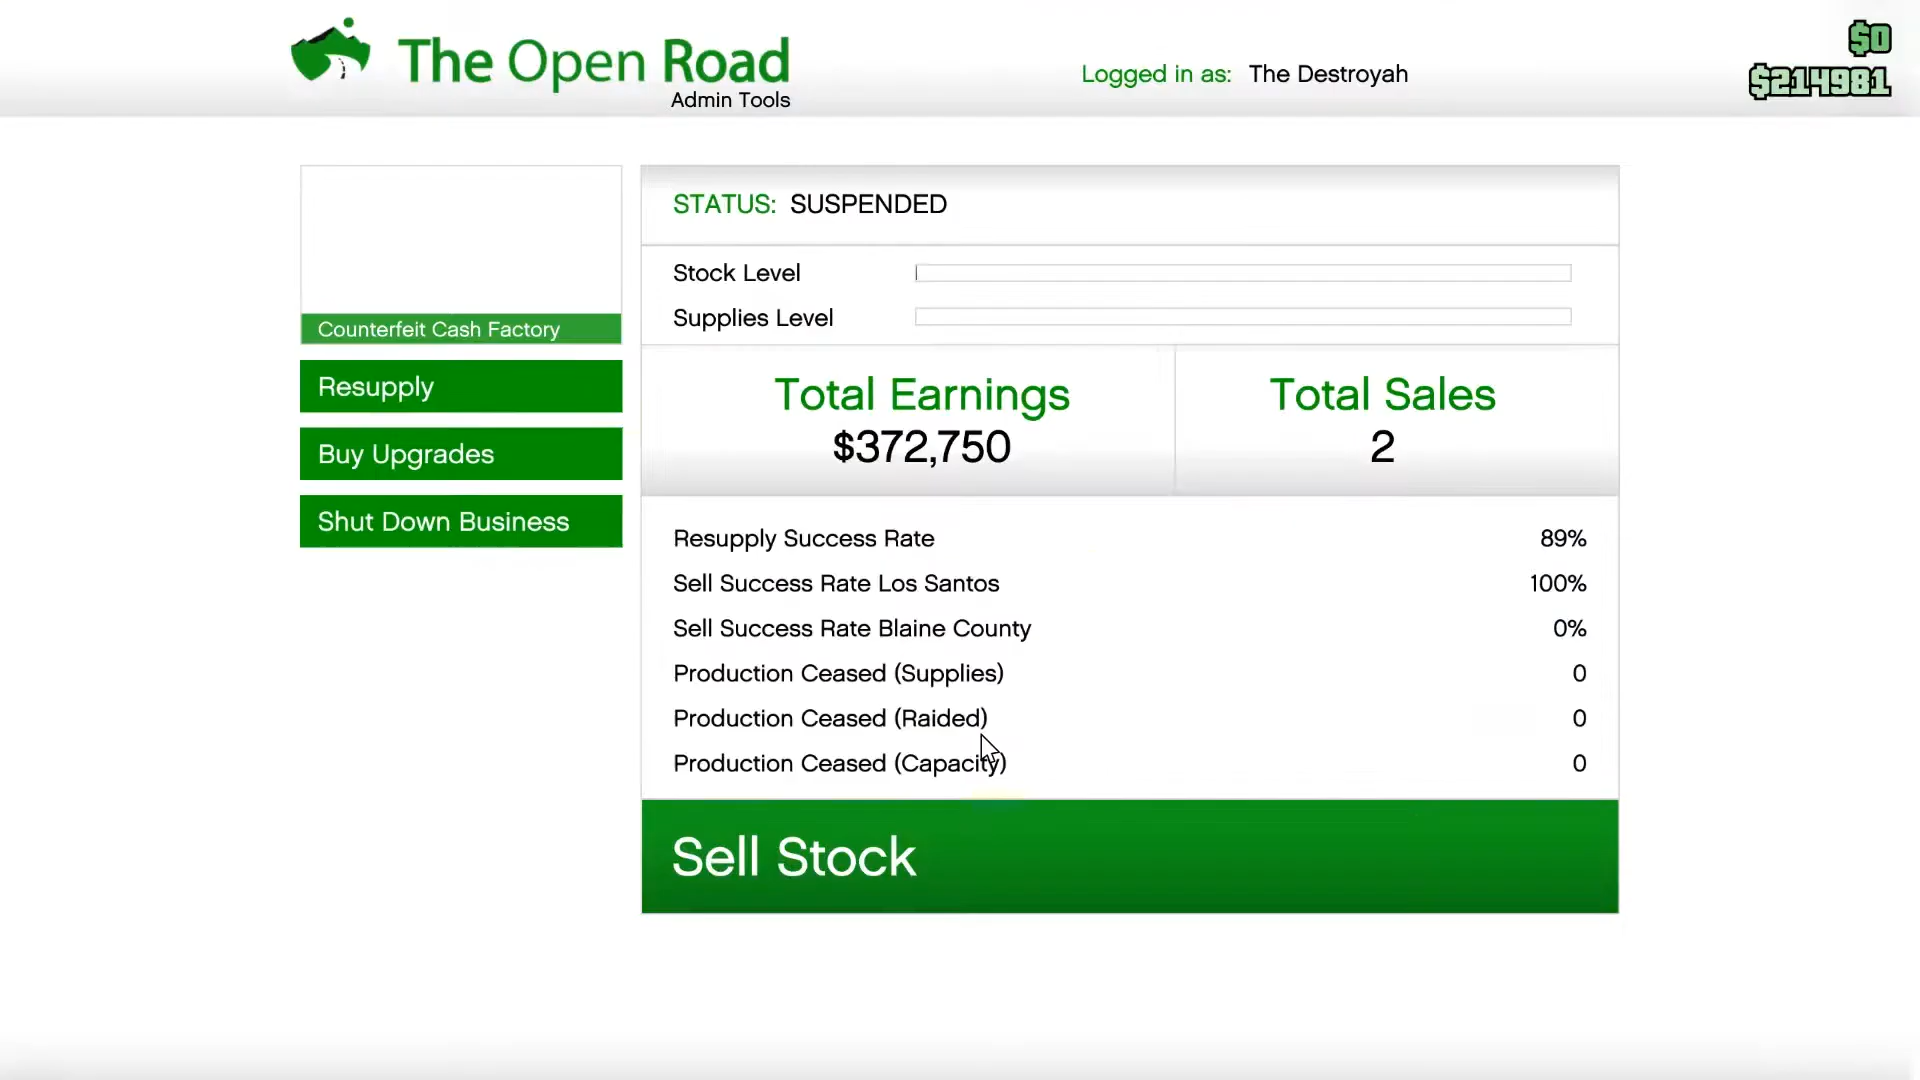 The Open Road
Admin Tools
Logged in as: The Destroyah
$0
$214981
Counterfeit Cash Factory
Resupply
Buy Upgrades
Shut Down Business
STATUS: SUSPENDED
Stock Level
Supplies Level
Total Earnings
$372,750
Total Sales
2
Resupply Success Rate 89%
Sell Success Rate Los Santos 100%
Sell Success Rate Blaine County 0%
Production Ceased (Supplies) 0
Production Ceased (Raided) 0
Production Ceased (Capacity) 0
Sell Stock